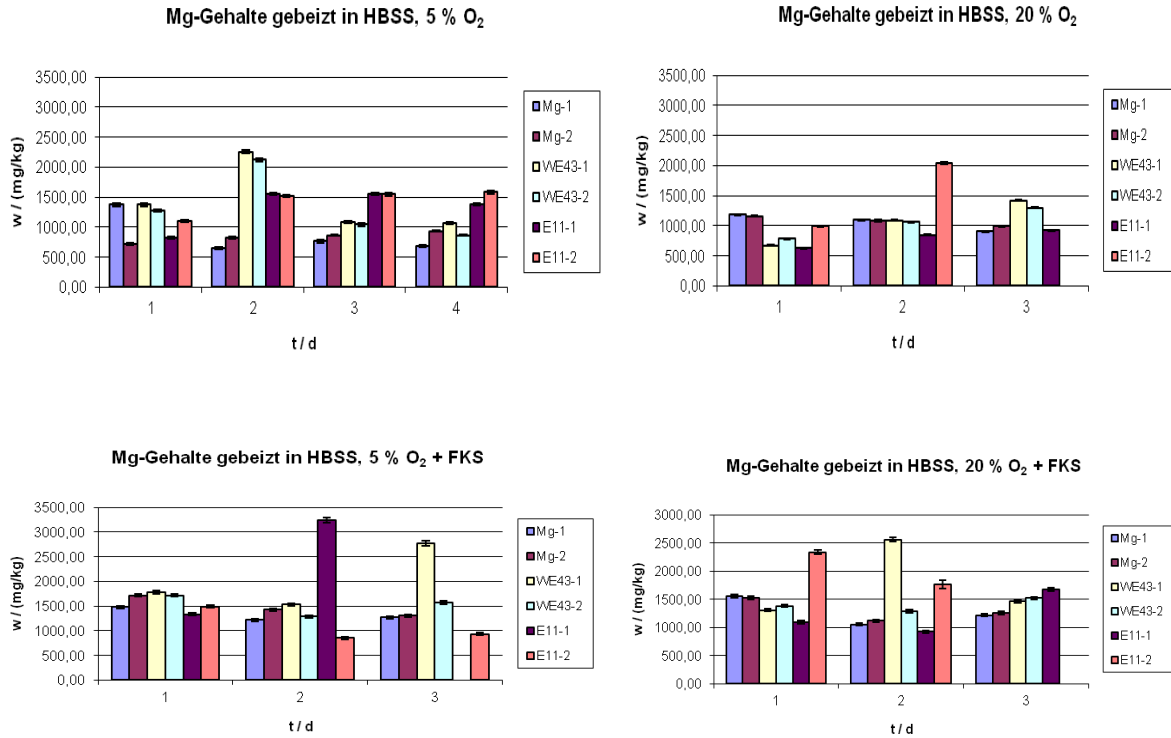 Mg-Gehalte gebeizt in HBSS, 5 % O₂
3500,00
3000,00
2500,00
2000,00
1500,00
1000,00
500,00
0,00
w / (mg/kg)
1 2 3 4
t / d
Mg-1
Mg-2
WE43-1
WE43-2
E11-1
E11-2
Mg-Gehalte gebeizt in HBSS, 20 % O₂
3500,00
3000,00
2500,00
2000,00
1500,00
1000,00
500,00
0,00
w / (mg/kg)
1 2 3
t / d
Mg-1
Mg-2
WE43-1
WE43-2
E11-1
E11-2
Mg-Gehalte gebeizt in HBSS, 5 % O₂ + FKS
3500,00
3000,00
2500,00
2000,00
1500,00
1000,00
500,00
0,00
w / (mg/kg)
1 2 3
t / d
Mg-1
Mg-2
WE43-1
WE43-2
E11-1
E11-2
Mg-Gehalte gebeizt in HBSS, 20 % O₂ + FKS
3000,00
2500,00
2000,00
1500,00
1000,00
500,00
0,00
w / (mg/kg)
1 2 3
t / d
Mg-1
Mg-2
WE43-1
WE43-2
E11-1
E11-2